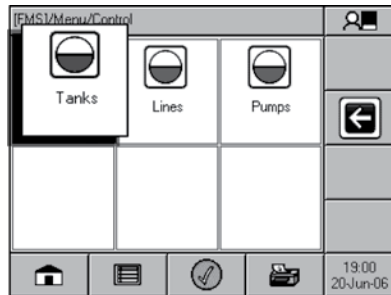 [FMS]/Menu/Control
Tanks
Lines
Pumps
19:00
20-Jun-06